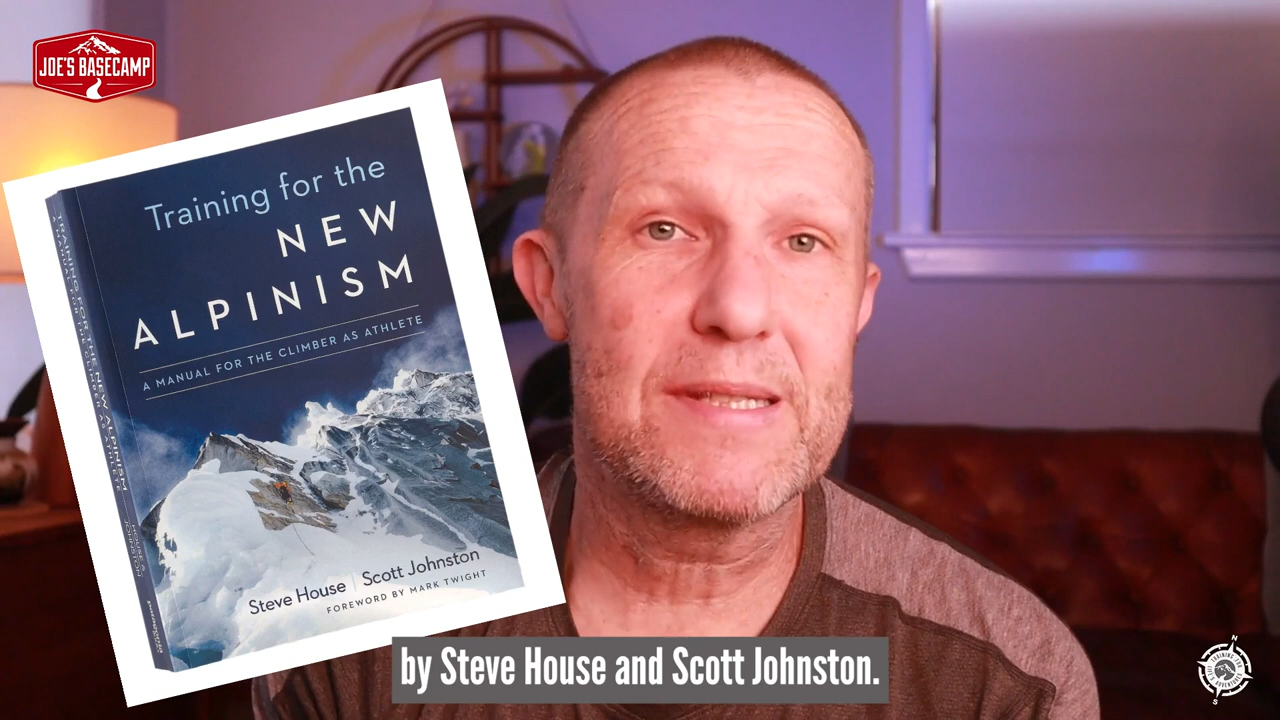 JOE'S BASECAMP
Training for the
NEW
ALPINISM
A MANUAL FOR THE CLIMBER AS ATHLETE
Steve House | Scott Johnston
FOREWORD BY MARK TWIGHT
by Steve House and Scott Johnston.
N
S